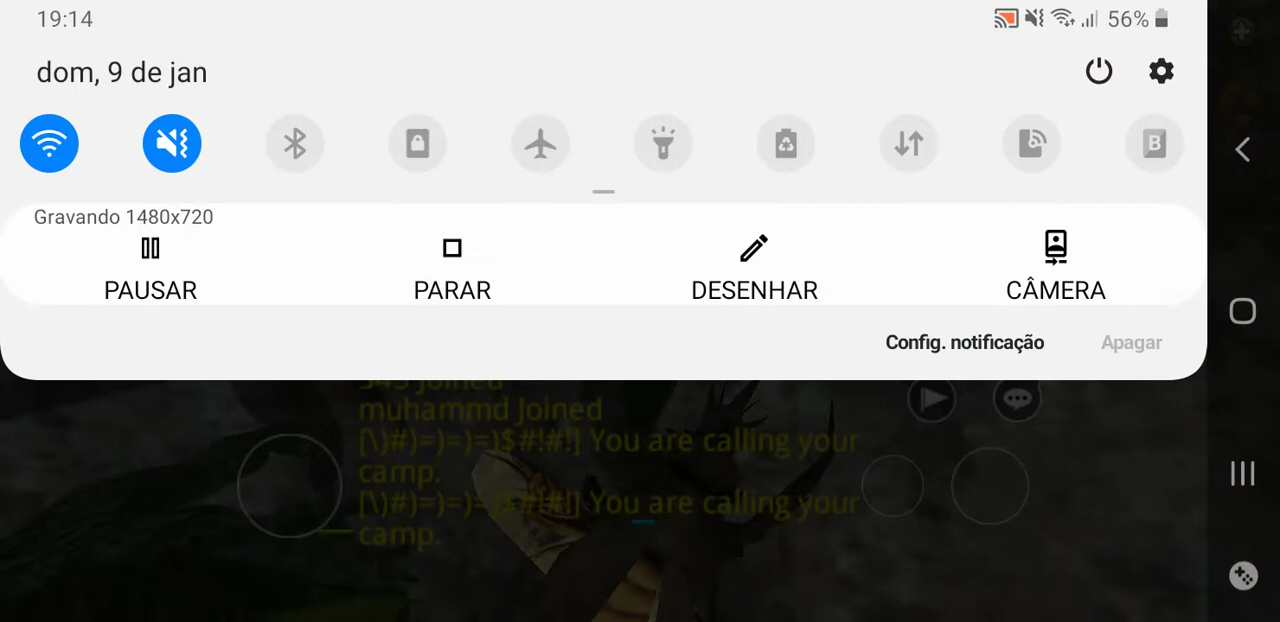 19:14
56%
dom, 9 de jan
Gravando 1480x720
PAUSAR
PARAR
DESENHAR
CÂMERA
Config. notificação
Apagar
345 Joined
muhammd Joined
[\)#)=)=)=)$#!#!] You are calling your
camp.
[\)#)=)=)=)$#!#!] You are calling your
camp.